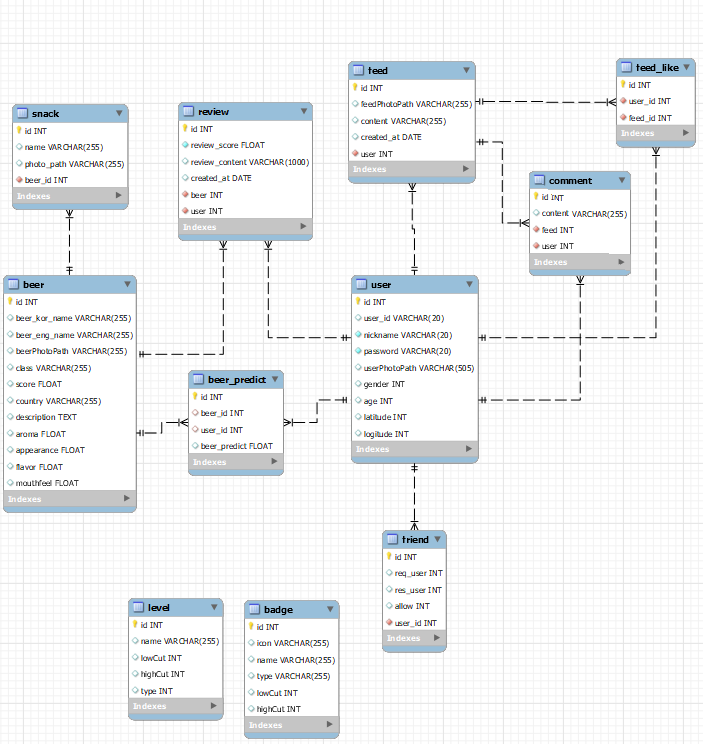 snack
id INT
name VARCHAR(255)
photo_path VARCHAR(255)
beer_id INT
Indexes
review
id INT
review_score FLOAT
review_content VARCHAR(1000)
created_at DATE
beer INT
user INT
Indexes
feed
id INT
feedPhotoPath VARCHAR(255)
content VARCHAR(255)
created_at DATE
user INT
Indexes
feed_like
id INT
user_id INT
feed_id INT
Indexes
comment
id INT
content VARCHAR(255)
feed INT
user INT
Indexes
beer
id INT
beer_kor_name VARCHAR(255)
beer_eng_name VARCHAR(255)
beerPhotoPath VARCHAR(255)
class VARCHAR(255)
score FLOAT
country VARCHAR(255)
description TEXT
aroma FLOAT
appearance FLOAT
flavor FLOAT
mouthfeel FLOAT
Indexes
beer_predict
id INT
beer_id INT
user_id INT
beer_predict FLOAT
Indexes
user
id INT
user_id VARCHAR(20)
nickname VARCHAR(20)
password VARCHAR(20)
userPhotoPath VARCHAR(505)
gender INT
age INT
latitude INT
logitude INT
Indexes
friend
id INT
req_user INT
res_user INT
allow INT
user_id INT
Indexes
level
id INT
name VARCHAR(255)
lowCut INT
highCut INT
type INT
Indexes
badge
id INT
icon VARCHAR(255)
name VARCHAR(255)
type VARCHAR(255)
lowCut INT
highCut INT
Indexes